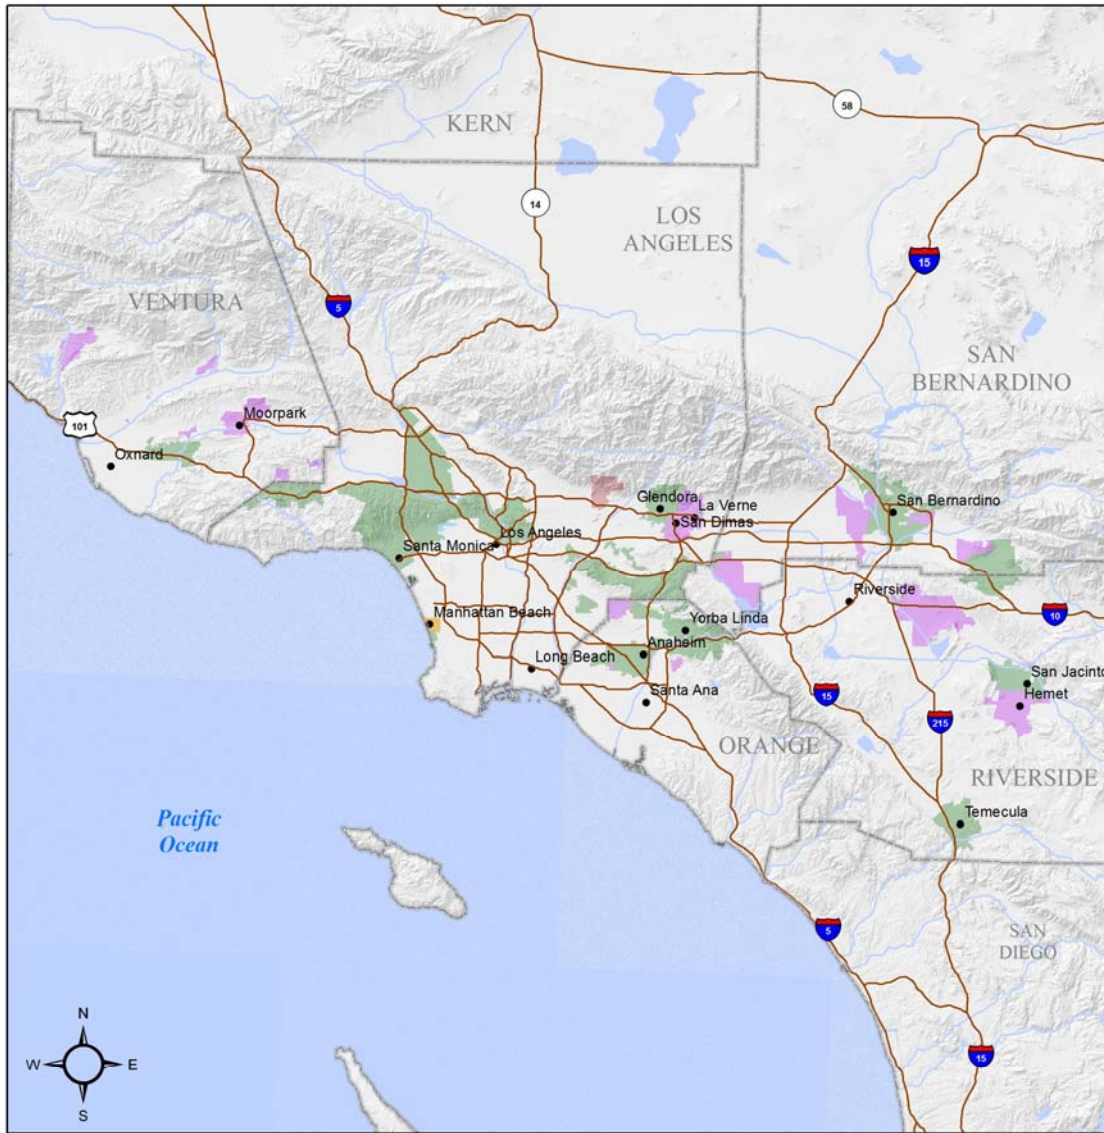 58
KERN
14
LOS
ANGELES
15
5
VENTURA
SAN
BERNARDINO
Moorpark
101
Oxnard
Glendora
La Verne
San Dimas
San Bernardino
Los Angeles
Santa Monica
Riverside
10
Manhattan Beach
Yorba Linda
Anaheim
Long Beach
Santa Ana
San Jacinto
Hemet
15
215
ORANGE
RIVERSIDE
Temecula
Pacific
Ocean
5
SAN
DIEGO
N
W
E
S
15